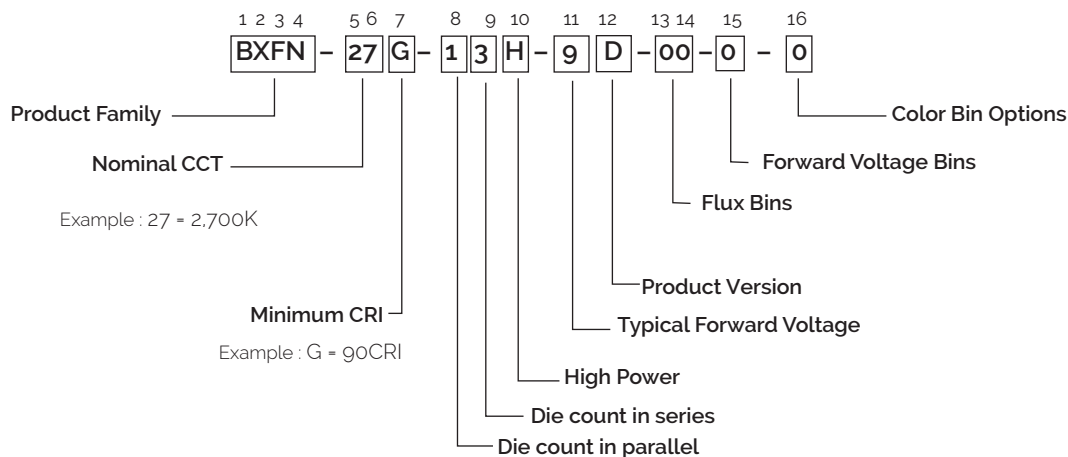 1 2 3 4 5 6 7 8 9 10 11 12 13 14 15 16
BXFN - 27 G - 1 3 H - 9 D - 00 - 0 - 0
Product Family
Color Bin Options
Nominal CCT
Forward Voltage Bins
Example : 27 = 2,700K
Flux Bins
Product Version
Minimum CRI
Typical Forward Voltage
Example : G = 90CRI
High Power
Die count in series
Die count in parallel